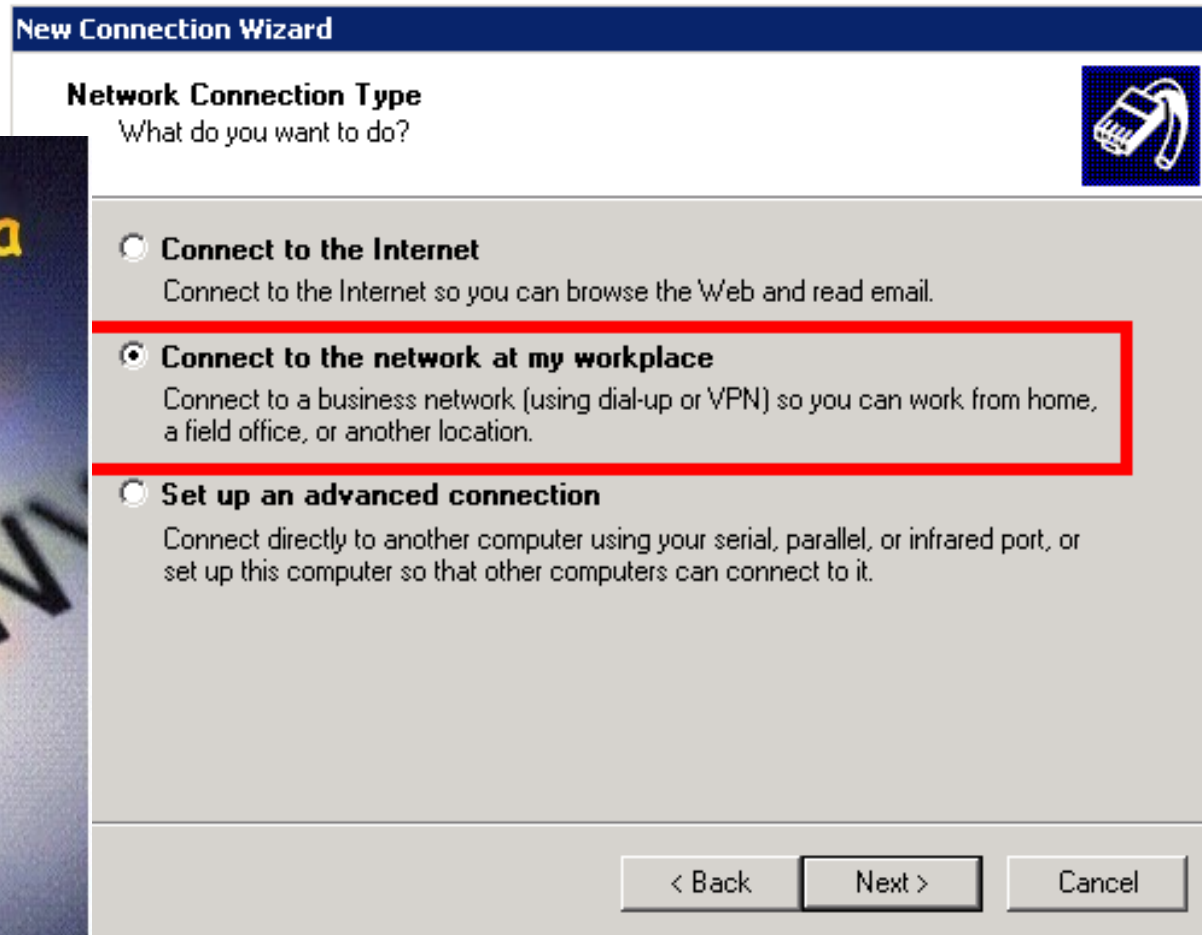 New Connection Wizard
Network Connection Type
What do you want to do?
Connect to the Internet
Connect to the Internet so you can browse the Web and read email.
Connect to the network at my workplace
Connect to a business network (using dial-up or VPN) so you can work from home,
a field office, or another location.
Set up an advanced connection
Connect directly to another computer using your serial, parallel, or infrared port, or
set up this computer so that other computers can connect to it.
< Back
Next >
Cancel